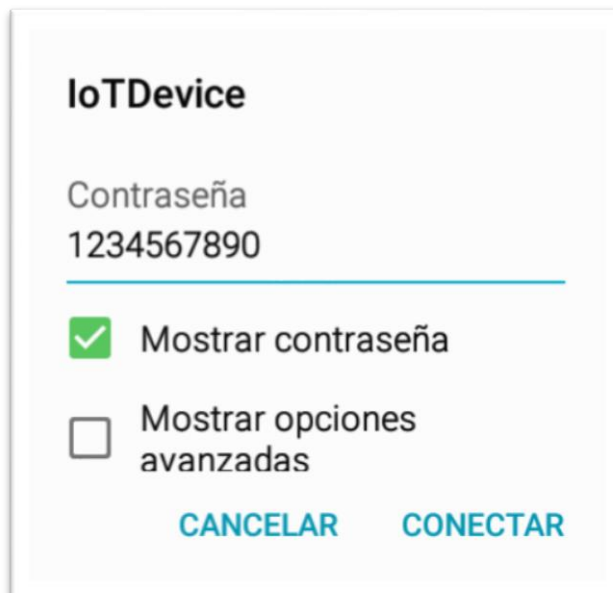 IoTDevice
Contraseña
1234567890
Mostrar contraseña
Mostrar opciones
avanzadas
CANCELAR CONECTAR